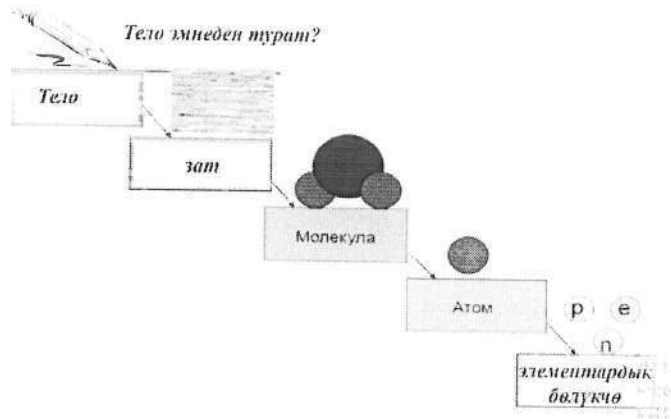 Тело эмнеден турат?
Тело
зат
Молекула
Атом
p e
n
элементардык
бөлүкчө